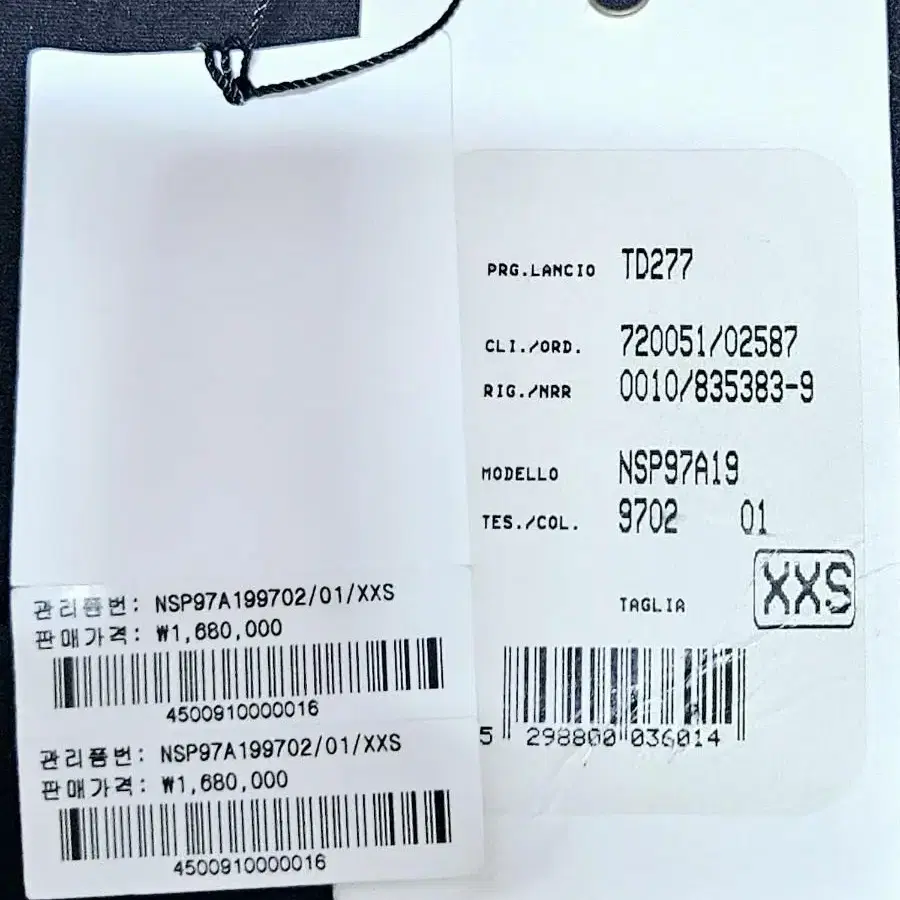 PRG.LANCIO TD277
CLI./ORD. 720051/02587
RIG./NRR 0010/835383-9
MODELLO NSP97A19
TES./COL. 9702 01
TAGLIA XXS
5 298800 036014
관리품번: NSP97A199702/01/XXS
판매가격: ₩1,680,000
4500910000016
관리품번: NSP97A199702/01/XXS
판매가격: ₩1,680,000
4500910000016